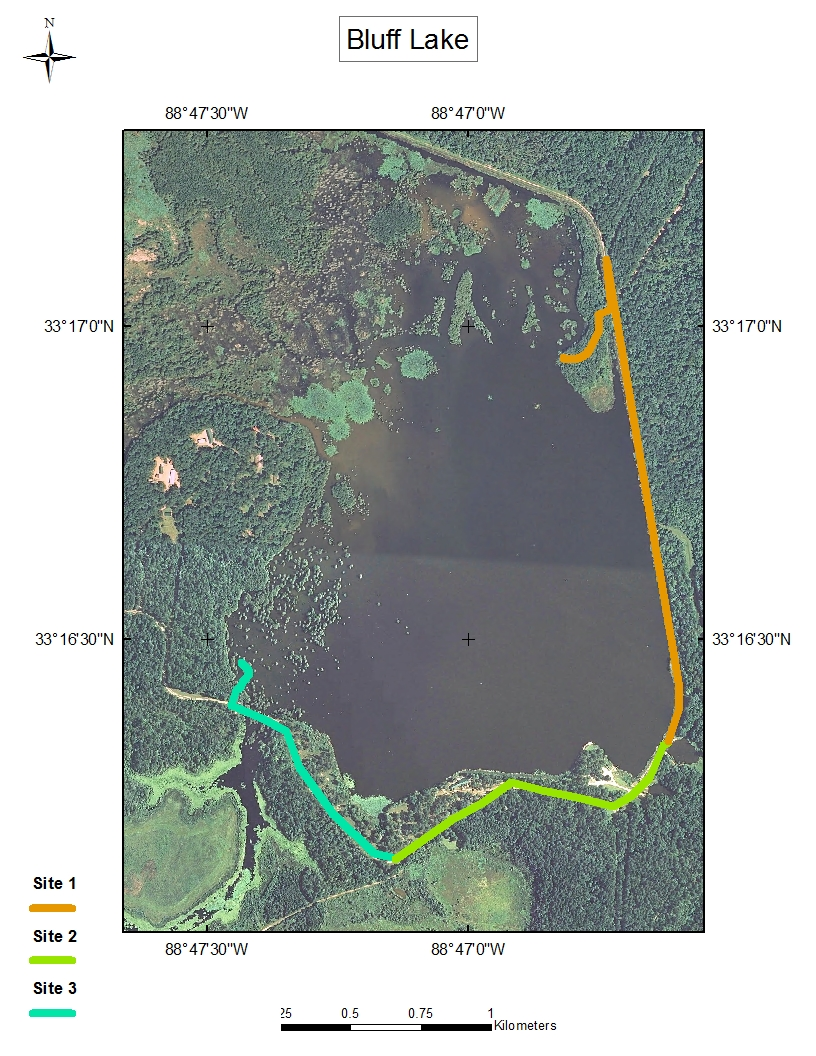 N
Bluff Lake
88°47'30"W 88°47'0"W
33°17'0"N 33°17'0"N
33°16'30"N 33°16'30"N
88°47'30"W 88°47'0"W
Site 1
Site 2
Site 3
25 0.5 0.75 1
Kilometers